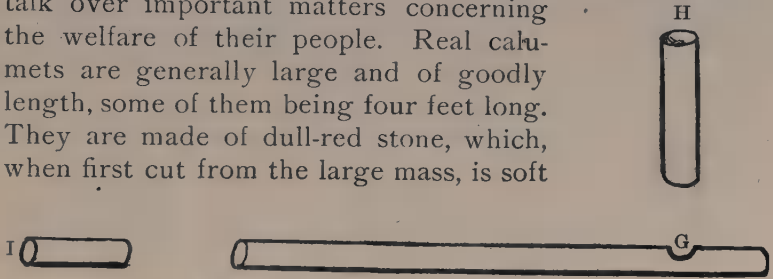 talk over important matters concerning
the welfare of their people. Real calu-
mets are generally large and of goodly
length, some of them being four feet long.
They are made of dull-red stone, which,
when first cut from the large mass, is soft
H
I
G